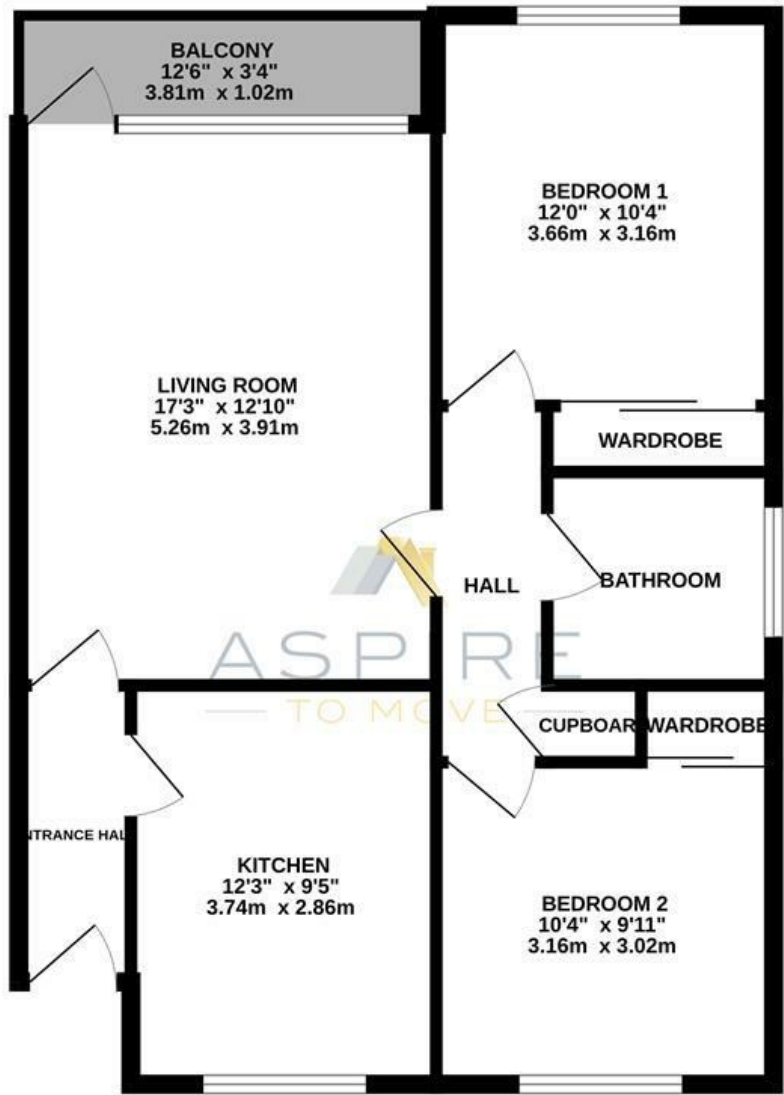 BALCONY
12'6" x 3'4"
3.81m x 1.02m
BEDROOM 1
12'0" x 10'4"
3.66m x 3.16m
LIVING ROOM
17'3" x 12'10"
5.26m x 3.91m
WARDROBE
HALL
BATHROOM
ASPIRE
TO MOVE
CUPBOAR
WARDROBE
NTRANCE HAL
KITCHEN
12'3" x 9'5"
3.74m x 2.86m
BEDROOM 2
10'4" x 9'11"
3.16m x 3.02m